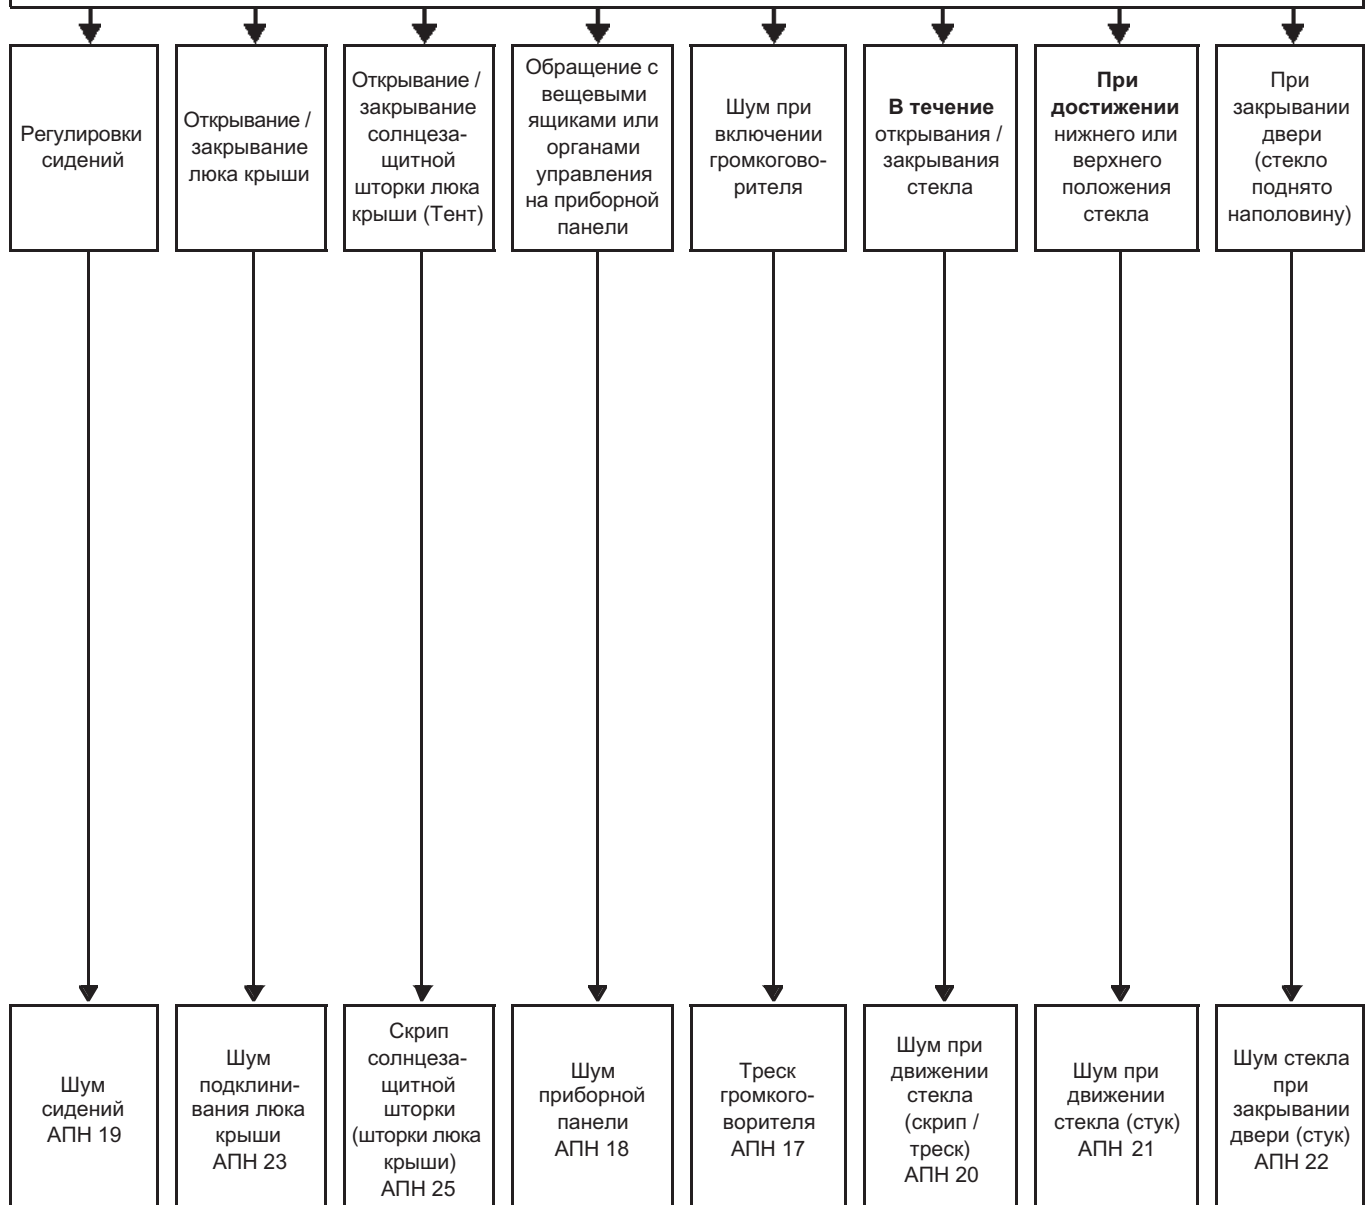 Регулировки
сидений
Открывание /
закрывание
люка крыши
Открывание /
закрывание
солнцеза-
щитной
шторки люка
крыши (Тент)
Обращение с
вещевыми
ящиками или
органами
управления
на приборной
панели
Шум при
включении
громкогово-
рителя
В течение
открывания /
закрывания
стекла
При
достижении
нижнего или
верхнего
положения
стекла
При
закрывании
двери
(стекло
поднято
наполовину)
Шум
сидений
АПН 19
Шум
подклини-
вания люка
крыши
АПН 23
Скрип
солнцеза-
щитной
шторки
(шторки люка
крыши)
АПН 25
Шум
приборной
панели
АПН 18
Треск
громкого-
ворителя
АПН 17
Шум при
движении
стекла
(скрип /
треск)
АПН 20
Шум при
движении
стекла (стук)
АПН 21
Шум стекла
при
закрывании
двери (стук)
АПН 22